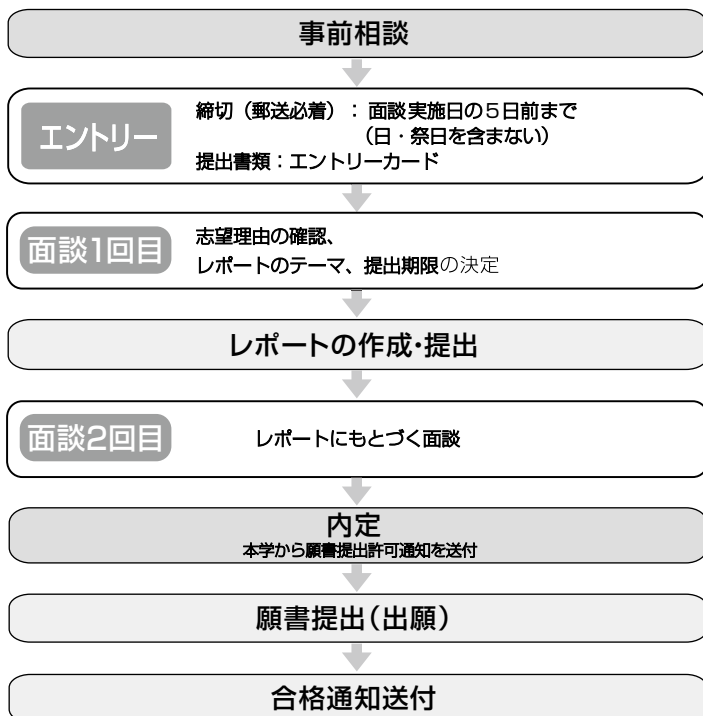 事前相談
エントリー
締切（郵送必着）：面談実施日の5日前まで
（日・祭日を含まない）
提出書類：エントリーカード
面談1回目
志望理由の確認、
レポートのテーマ、提出期限の決定
レポートの作成・提出
面談2回目
レポートにもとづく面談
内定
本学から願書提出許可通知を送付
願書提出（出願）
合格通知送付